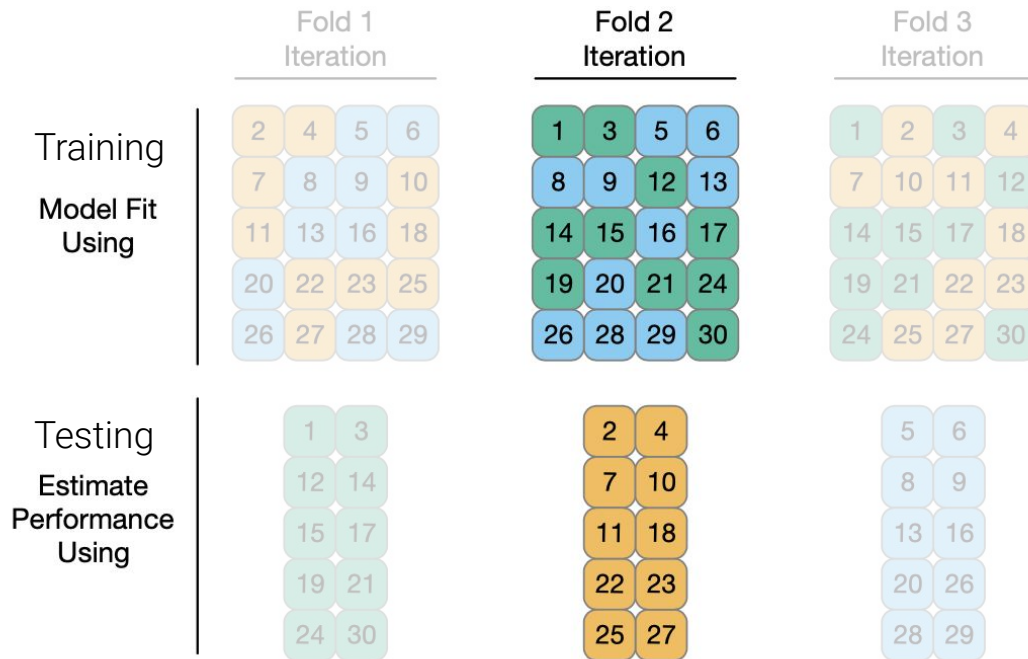 Fold 1 Fold 2 Fold 3
Iteration Iteration Iteration
Training
Model Fit
Using
2 4 5 6 1 3 5 6 1 2 3 4
7 8 9 10 8 9 12 13 7 10 11 12
11 13 16 18 14 15 16 17 14 15 17 18
20 22 23 25 19 20 21 24 19 21 22 23
26 27 28 29 26 28 29 30 24 25 27 30
Testing
Estimate
Performance
Using
1 3 2 4 5 6
12 14 7 10 8 9
15 17 11 18 13 16
19 21 22 23 20 26
24 30 25 27 28 29